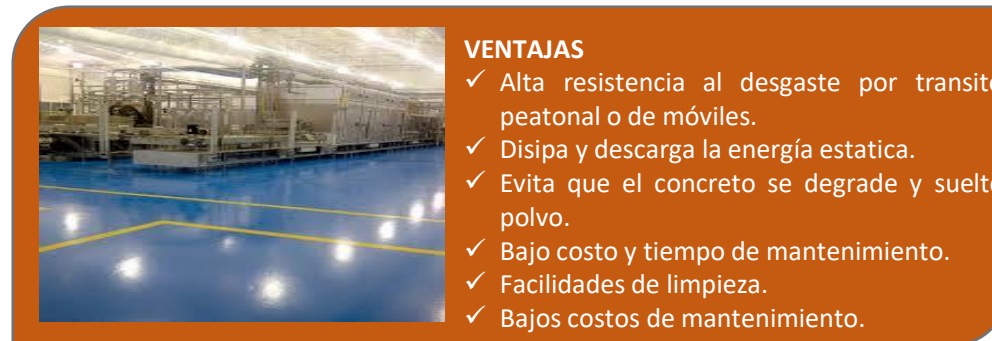 VENTAJAS
✓ Alta resistencia al desgaste por transito
peatonal o de móviles.
✓ Disipa y descarga la energía estatica.
✓ Evita que el concreto se degrade y suelte
polvo.
✓ Bajo costo y tiempo de mantenimiento.
✓ Facilidades de limpieza.
✓ Bajos costos de mantenimiento.